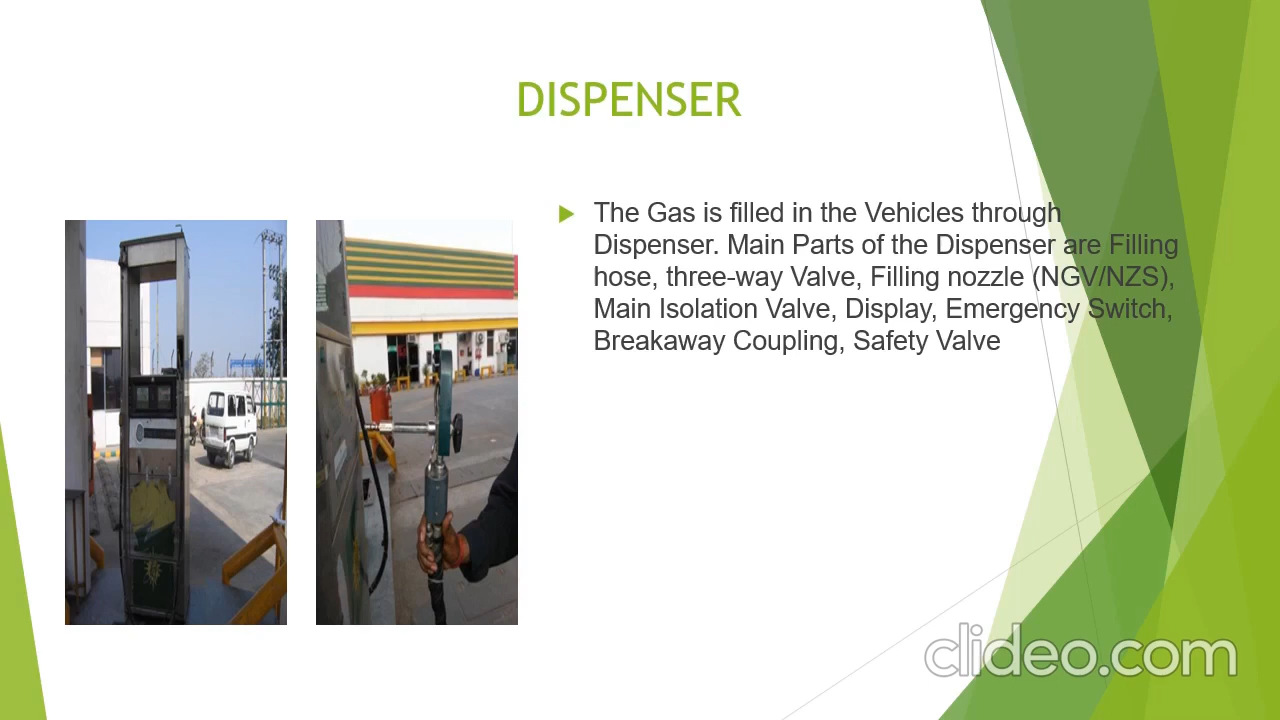 DISPENSER
The Gas is filled in the Vehicles through
Dispenser. Main Parts of the Dispenser are Filling
hose, three-way Valve, Filling nozzle (NGV/NZS),
Main Isolation Valve, Display, Emergency Switch,
Breakaway Coupling, Safety Valve
clideo.com